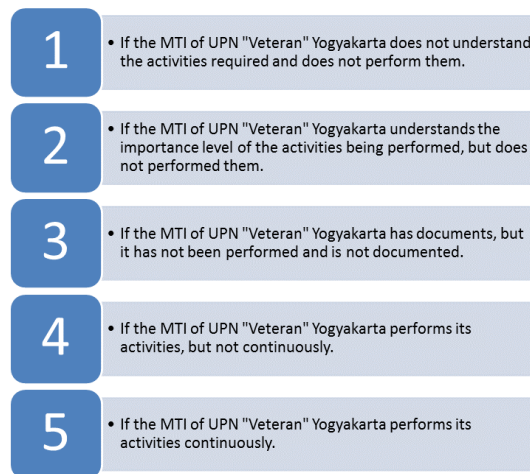 1
• If the MTI of UPN "Veteran" Yogyakarta does not understand
the activities required and does not perform them.
2
• If the MTI of UPN "Veteran" Yogyakarta understands the
importance level of the activities being performed, but does
not performed them.
3
• If the MTI of UPN "Veteran" Yogyakarta has documents, but
it has not been performed and is not documented.
4
• If the MTI of UPN "Veteran" Yogyakarta performs its
activities, but not continuously.
5
• If the MTI of UPN "Veteran" Yogyakarta performs its
activities continuously.